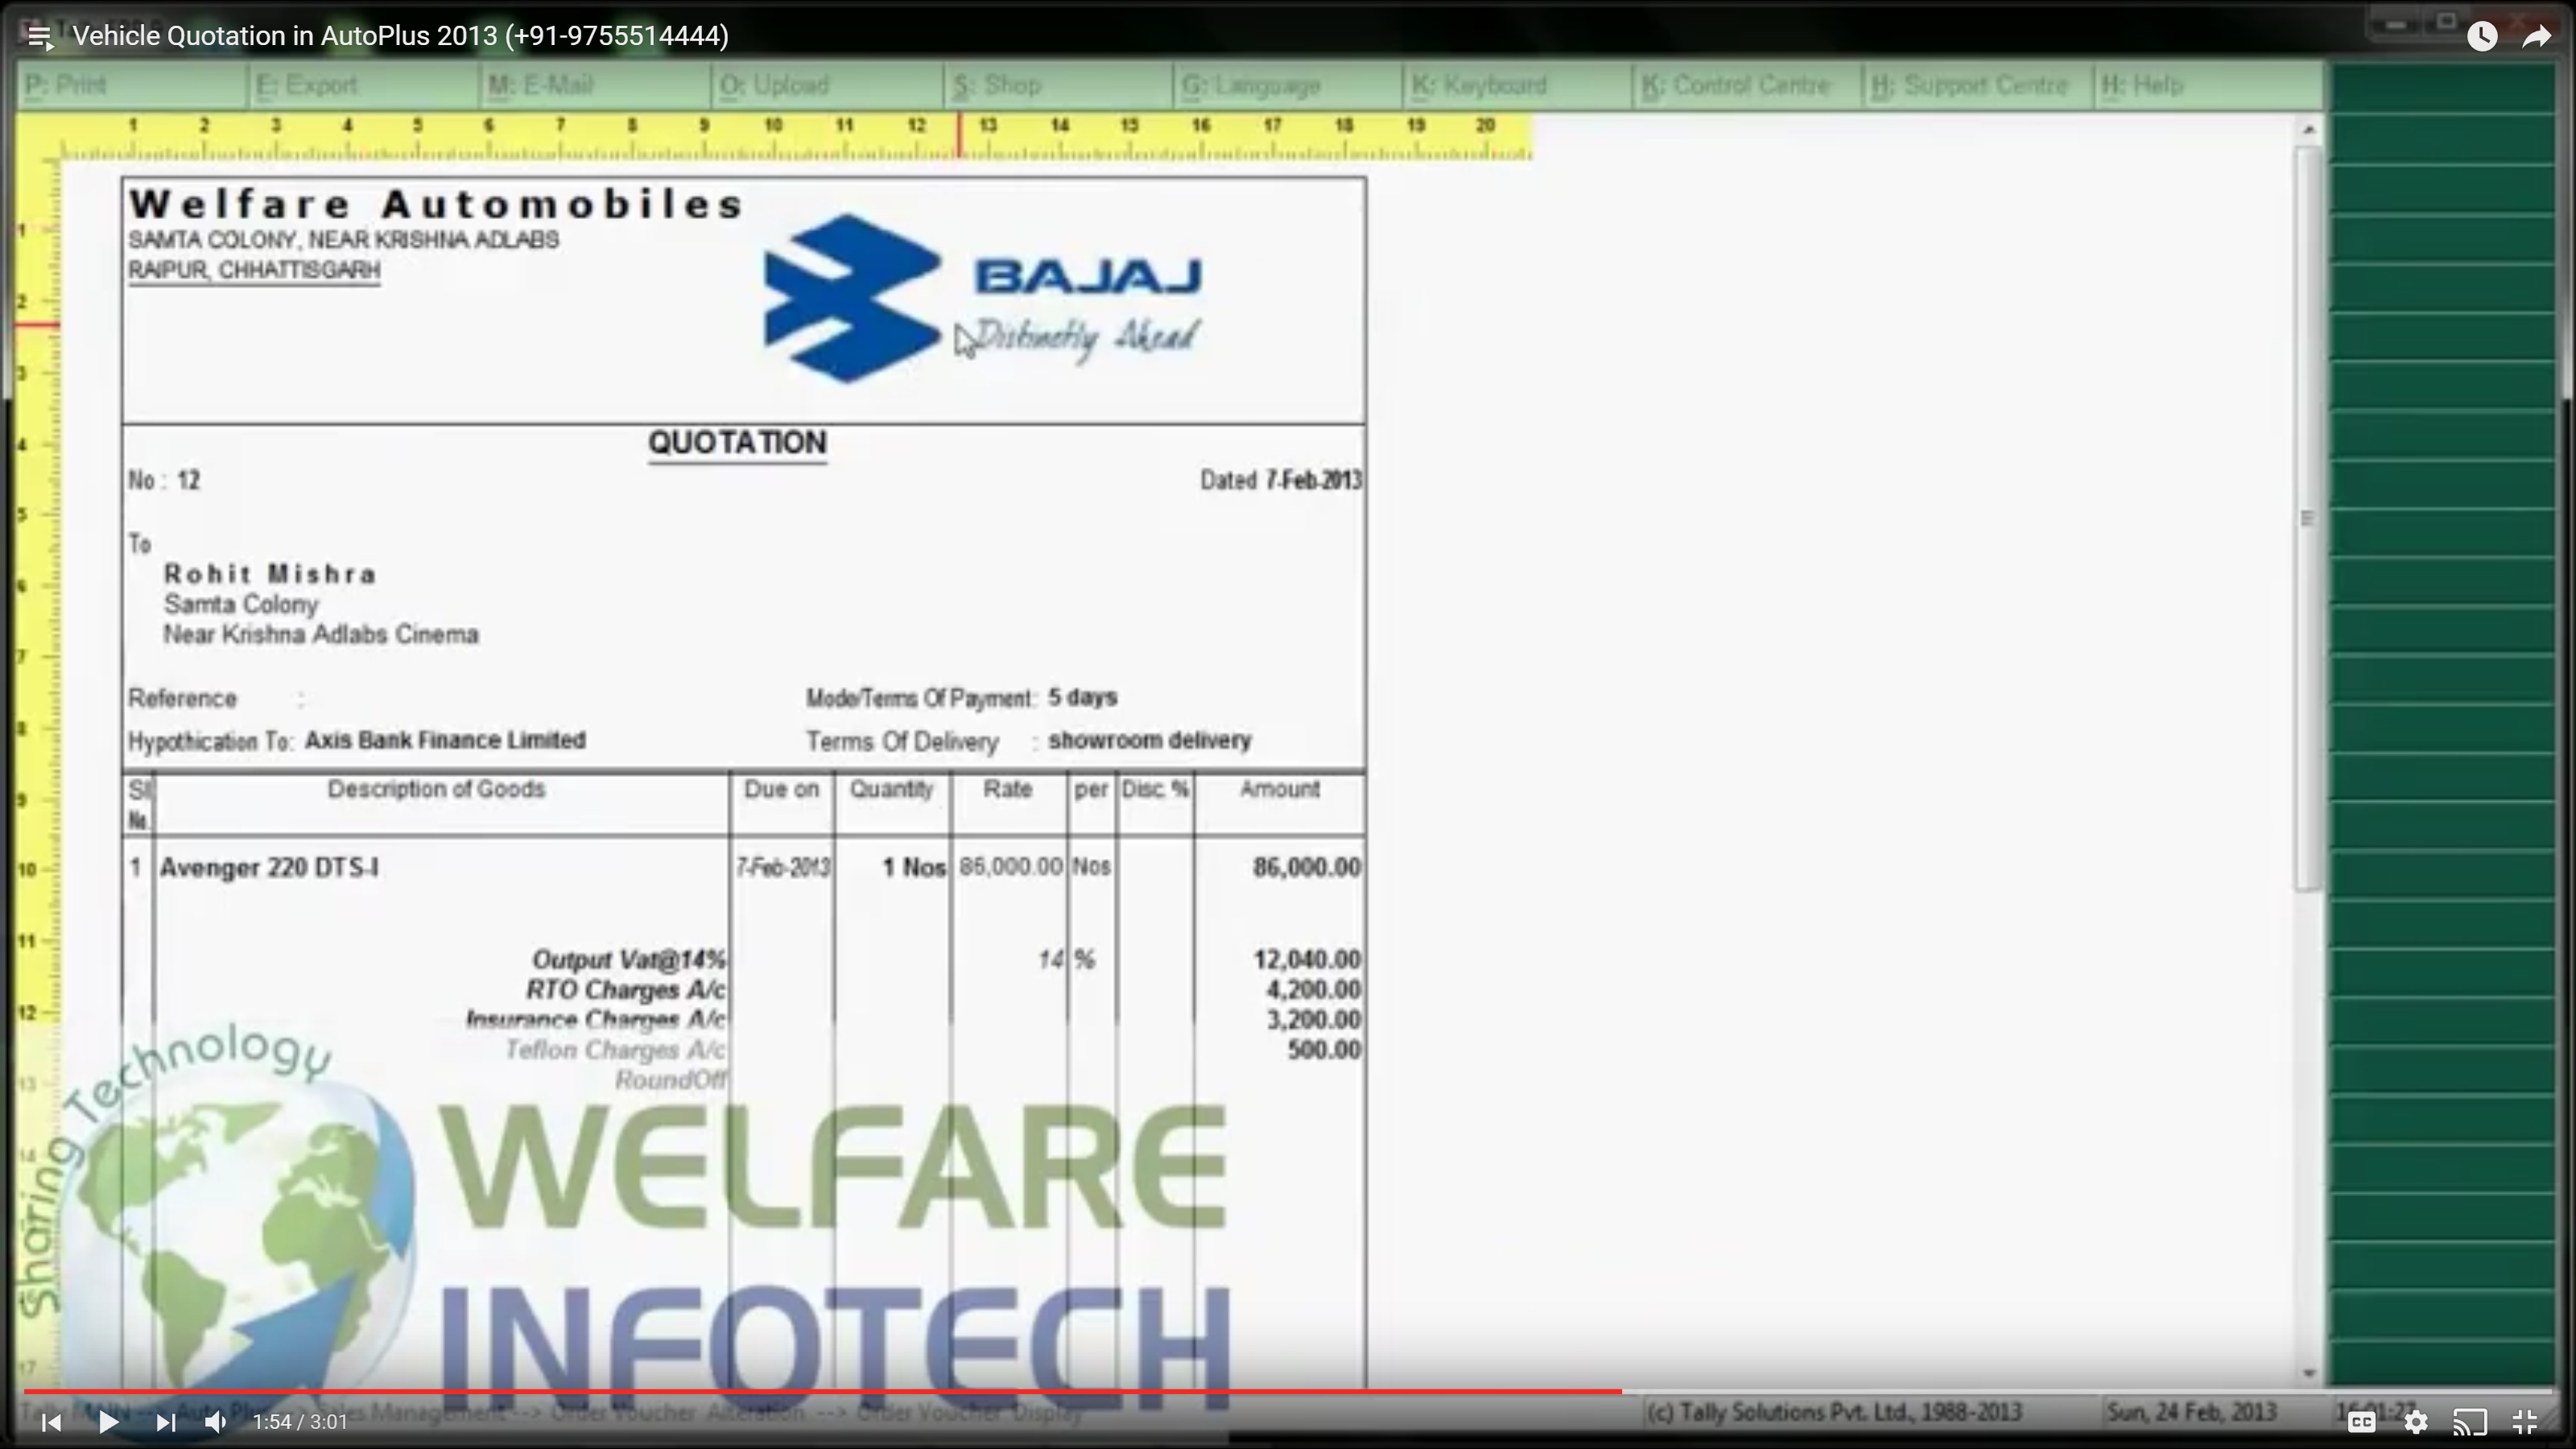 Vehicle Quotation in AutoPlus 2013 (+91-9755514444)
P: Print E: Export M: E-Mail O: Upload S: Shop G: Language K: Keyboard K: Control Centre H: Support Centre H: Help
1 2 3 4 5 6 7 8 9 10 11 12 13 14 15 16 17 18 19 20
Welfare Automobiles
SAMTA COLONY, NEAR KRISHNA ADLABS
RAIPUR, CHHATTISGARH
BAJAJ
Distinctly Ahead
QUOTATION
No : 12 Dated 7-Feb-2013
To
Rohit Mishra
Samta Colony
Near Krishna Adlabs Cinema
Reference : Mode/Terms Of Payment: 5 days
Hypothication To: Axis Bank Finance Limited Terms Of Delivery : showroom delivery
Sl No. Description of Goods Due on Quantity Rate per Disc. % Amount
1 Avenger 220 DTS-I 7-Feb-2013 1 Nos 86,000.00 Nos 86,000.00
Output Vat@14% 14 % 12,040.00
RTO Charges A/c 4,200.00
Insurance Charges A/c 3,200.00
Teflon Charges A/c 500.00
RoundOff
Sharing Technology
WELFARE
INFOTECH
Tally MAIN --> Auto Plus --> Sales Management --> Order Voucher Alteration --> Order Voucher Display
(c) Tally Solutions Pvt. Ltd., 1988-2013 Sun, 24 Feb, 2013
1:54 / 3:01
CC